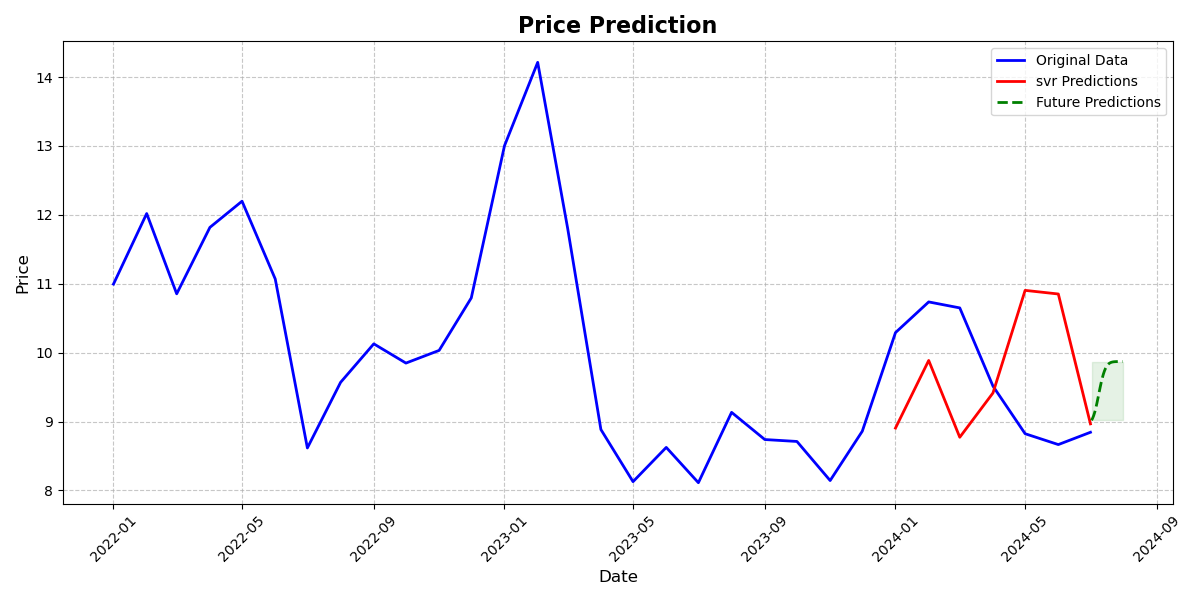 Price Prediction
Original Data
svr Predictions
Future Predictions
Price
14
13
12
11
10
9
8
2022-01
2022-05
2022-09
2023-01
2023-05
2023-09
2024-01
2024-05
2024-09
Date